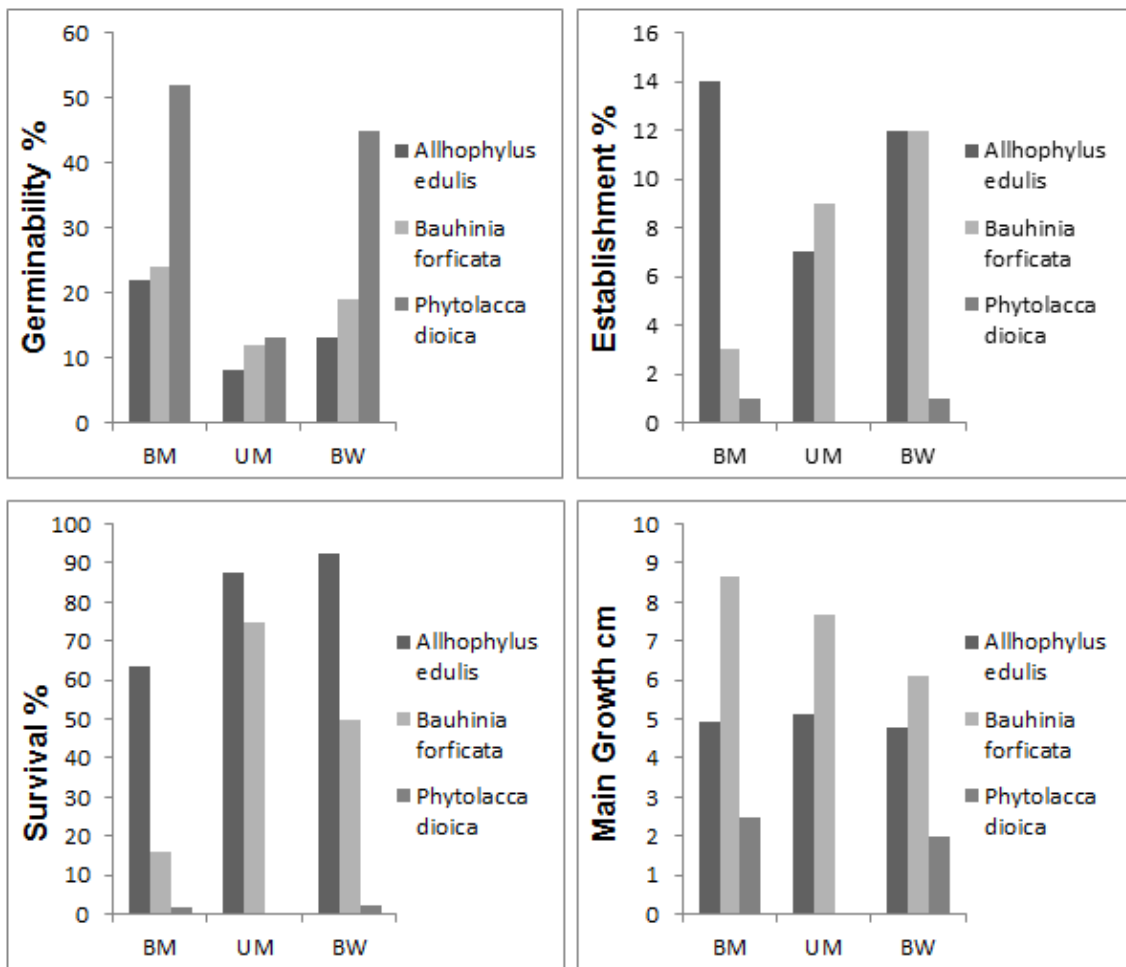 Germinability %
60
50
40
30
20
10
0
BM UM BW
Allhophylus
edulis
Bauhinia
forficata
Phytolacca
dioica
Establishment %
16
14
12
10
8
6
4
2
0
BM UM BW
Allhophylus
edulis
Bauhinia
forficata
Phytolacca
dioica
Survival %
100
90
80
70
60
50
40
30
20
10
0
BM UM BW
Allhophylus
edulis
Bauhinia
forficata
Phytolacca
dioica
Main Growth cm
10
9
8
7
6
5
4
3
2
1
0
BM UM BW
Allhophylus
edulis
Bauhinia
forficata
Phytolacca
dioica